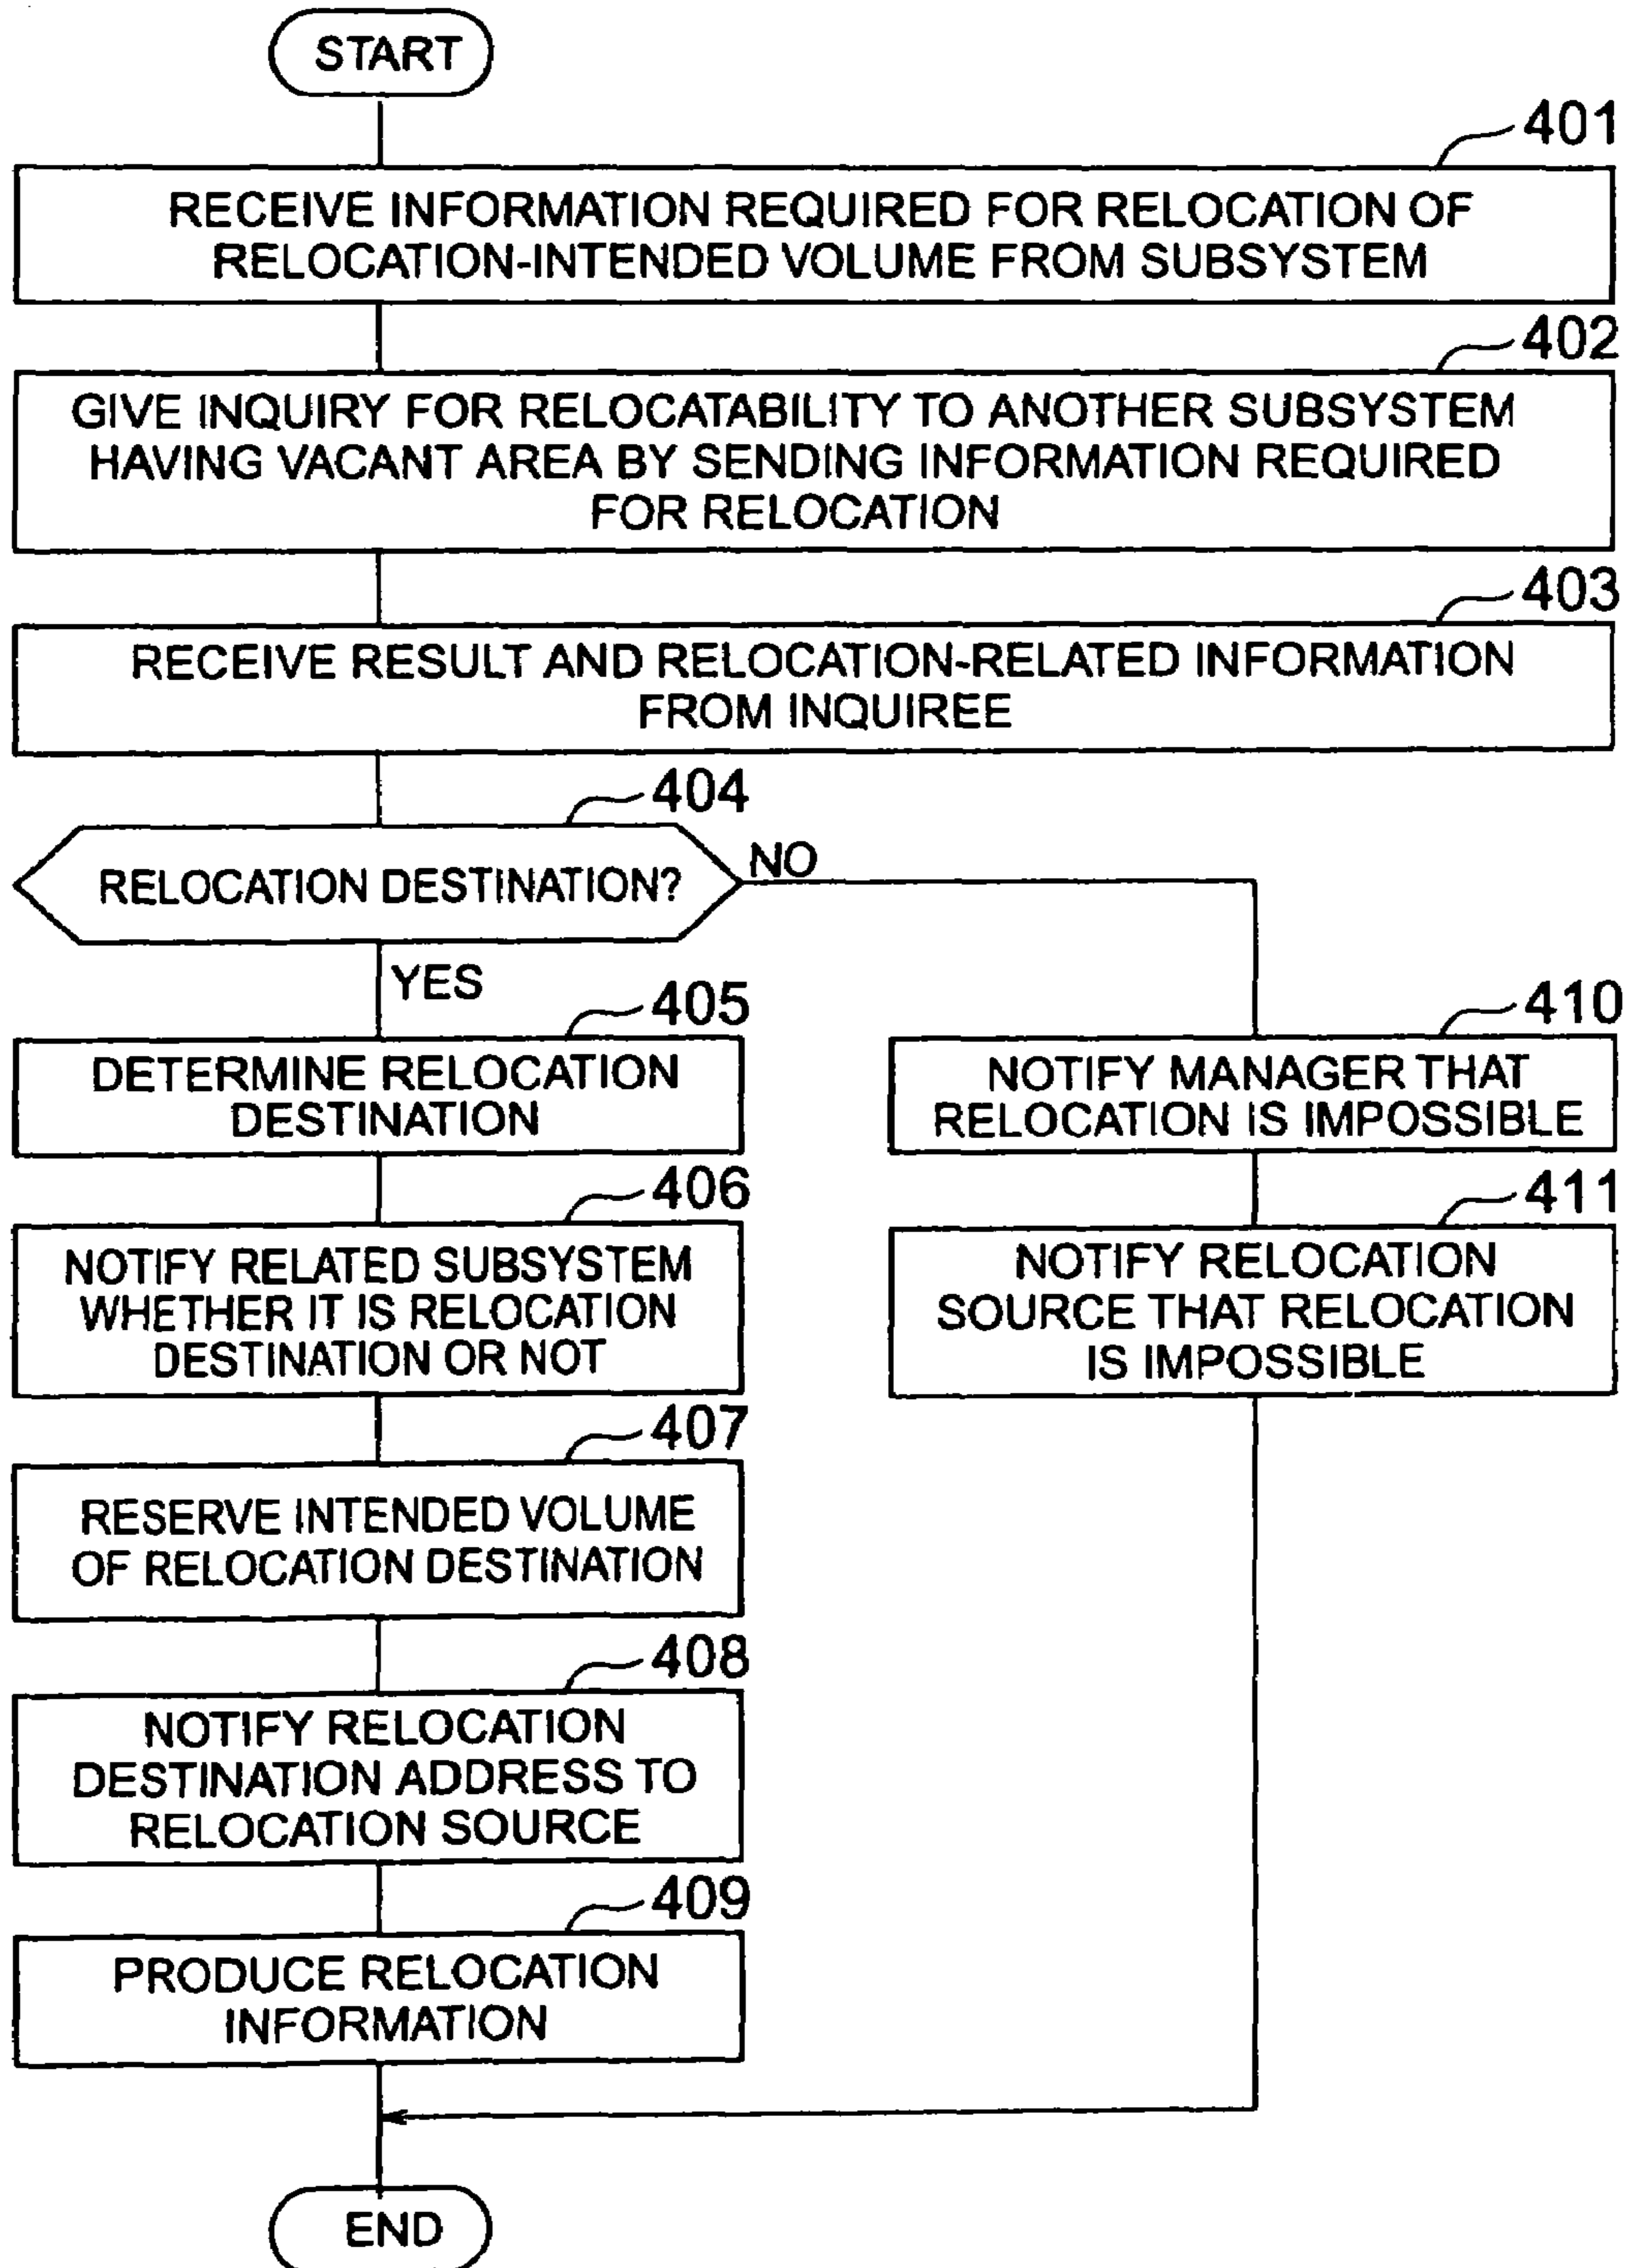 START
401
RECEIVE INFORMATION REQUIRED FOR RELOCATION OF
RELOCATION-INTENDED VOLUME FROM SUBSYSTEM
402
GIVE INQUIRY FOR RELOCATABILITY TO ANOTHER SUBSYSTEM
HAVING VACANT AREA BY SENDING INFORMATION REQUIRED
FOR RELOCATION
403
RECEIVE RESULT AND RELOCATION-RELATED INFORMATION
FROM INQUIREE
404
RELOCATION DESTINATION?
NO
YES
405
DETERMINE RELOCATION
DESTINATION
406
NOTIFY RELATED SUBSYSTEM
WHETHER IT IS RELOCATION
DESTINATION OR NOT
407
RESERVE INTENDED VOLUME
OF RELOCATION DESTINATION
408
NOTIFY RELOCATION
DESTINATION ADDRESS TO
RELOCATION SOURCE
409
PRODUCE RELOCATION
INFORMATION
410
NOTIFY MANAGER THAT
RELOCATION IS IMPOSSIBLE
411
NOTIFY RELOCATION
SOURCE THAT RELOCATION
IS IMPOSSIBLE
END